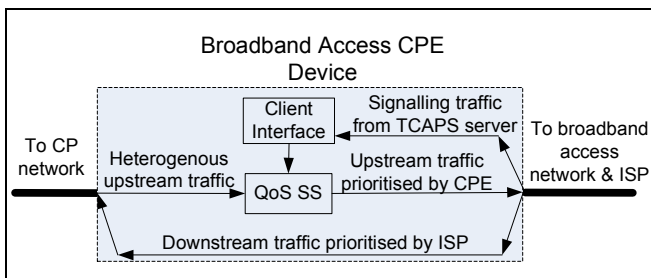 Broadband Access CPE
Device
To CP
network
Heterogenous
upstream traffic
Client
Interface
QoS SS
Signalling traffic
from TCAPS server
Upstream traffic
prioritised by CPE
To broadband
access
network & ISP
Downstream traffic prioritised by ISP